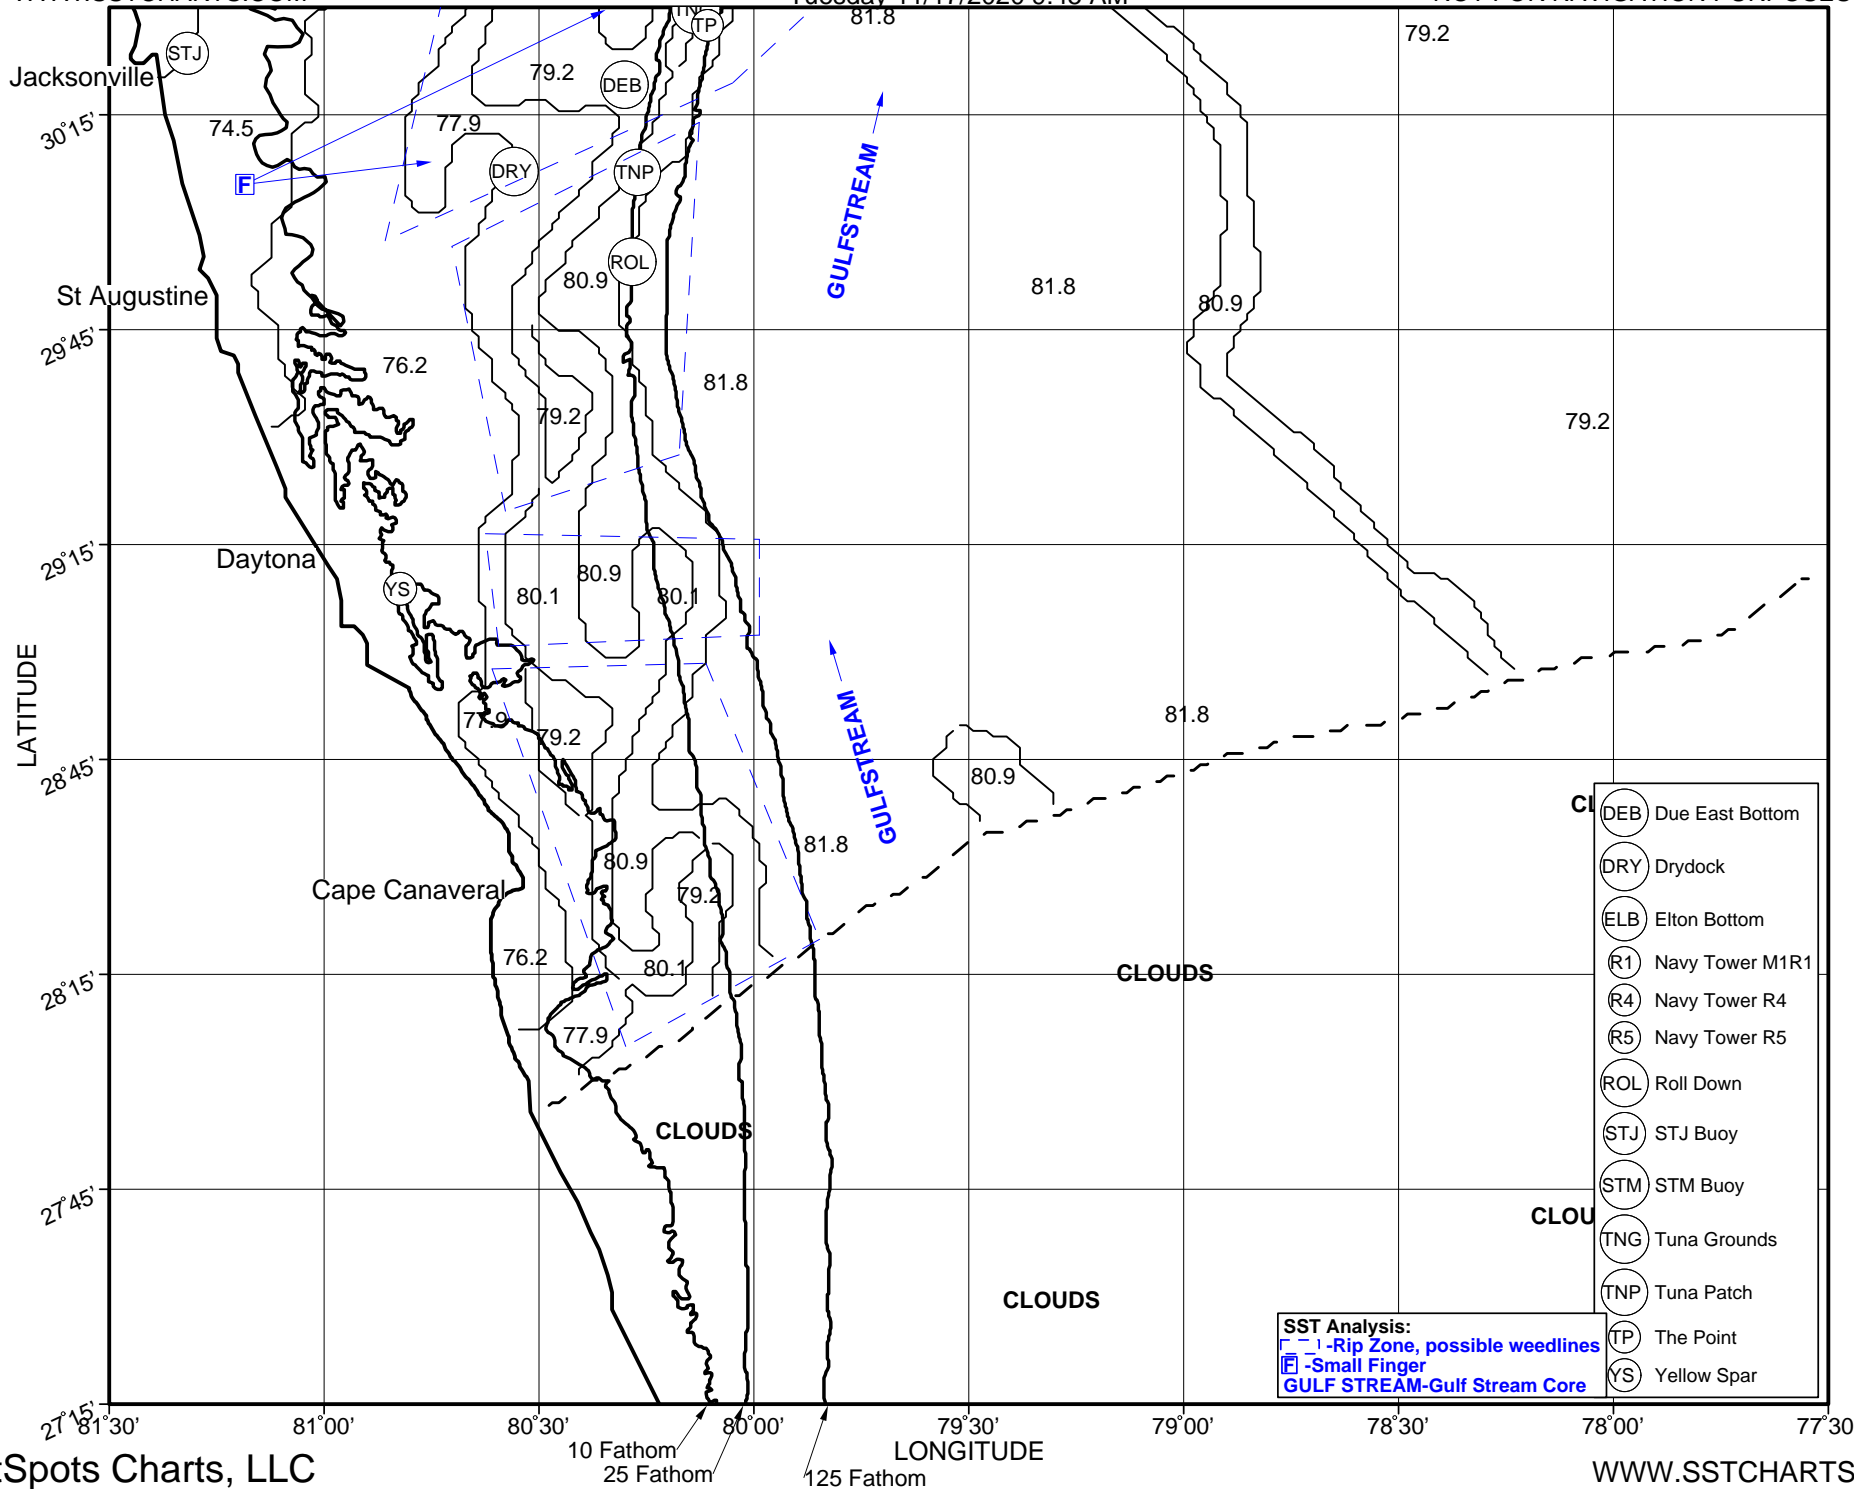 81.8
79.2
STJ
TP
Jacksonville
79.2
DEB
74.5
77.9
30°15'
F
DRY
TNP
GULFSTREAM
ROL
80.9
81.8
80.9
St Augustine
29°45'
76.2
81.8
79.2
79.2
29°15'
Daytona
80.9
80.1
80.1
YS
LATITUDE
77.9
79.2
81.8
GULFSTREAM
28°45'
80.9
81.8
80.9
79.2
Cape Canaveral
76.2
80.1
28°15'
CLOUDS
77.9
CLOUDS
27°45'
CLOU
CLOUDS
DEB Due East Bottom
DRY Drydock
ELB Elton Bottom
R1 Navy Tower M1R1
R4 Navy Tower R4
R5 Navy Tower R5
ROL Roll Down
STJ STJ Buoy
STM STM Buoy
TNG Tuna Grounds
TNP Tuna Patch
TP The Point
YS Yellow Spar
SST Analysis:
-Rip Zone, possible weedlines
F -Small Finger
GULF STREAM-Gulf Stream Core
27°15'
81°30' 81°00' 80°30' 80°00' 79°30' 79°00' 78°30' 78°00' 77°30
LONGITUDE
10 Fathom
25 Fathom
125 Fathom
Spots Charts, LLC
WWW.SSTCHARTS